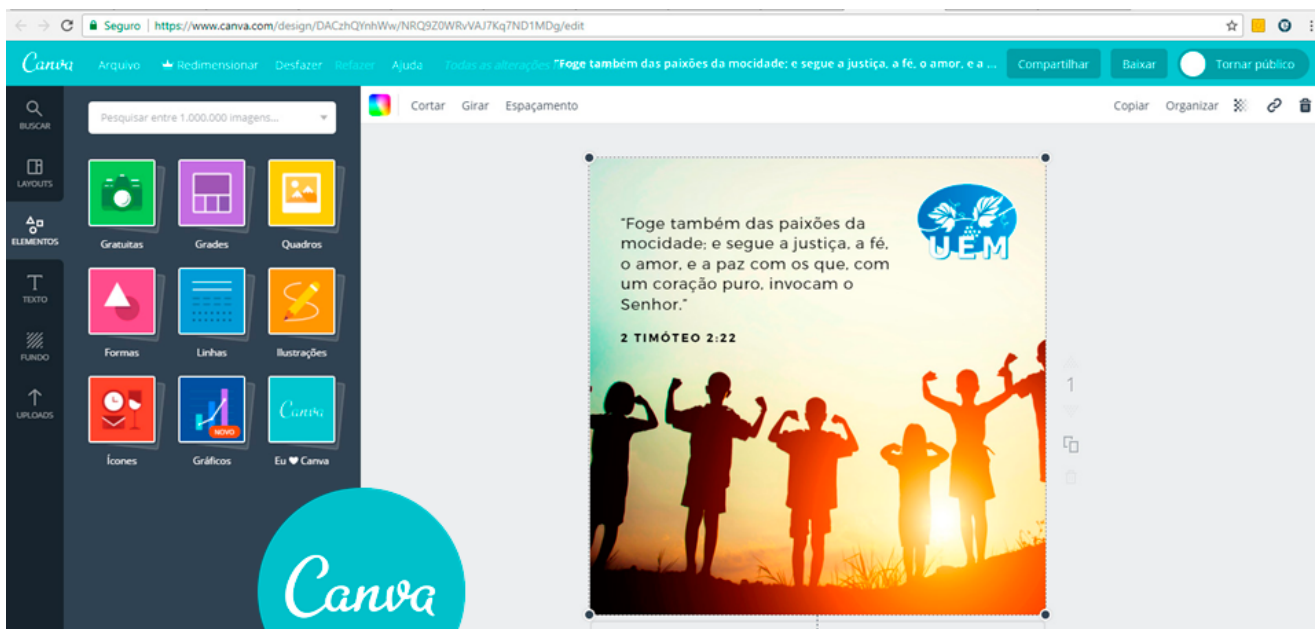 Seguro | https://www.canva.com/design/DACzhQYnhWw/NRQ9Z0WRvVAJ7Kq7ND1MDg/edit
Canva Arquivo Redimensionar Desfazer Refazer Ajuda Todas as alterações "Foge também das paixões da mocidade; e segue a justiça, a fé, o amor, e a ... Compartilhar Baixar Tornar público
Cortar Girar Espaçamento Copiar Organizar
BUSCAR
LAYOUTS
ELEMENTOS
TEXTO
FUNDO
UPLOADS
Pesquisar entre 1.000.000 imagens...
Gratuitas Grades Quadros
Formas Linhas Ilustrações
Canva
NOVO
Ícones Gráficos Eu ♥ Canva
Canva
"Foge também das paixões da
mocidade; e segue a justiça, a fé,
o amor, e a paz com os que, com
um coração puro, invocam o
Senhor."
2 TIMÓTEO 2:22
UEM
1